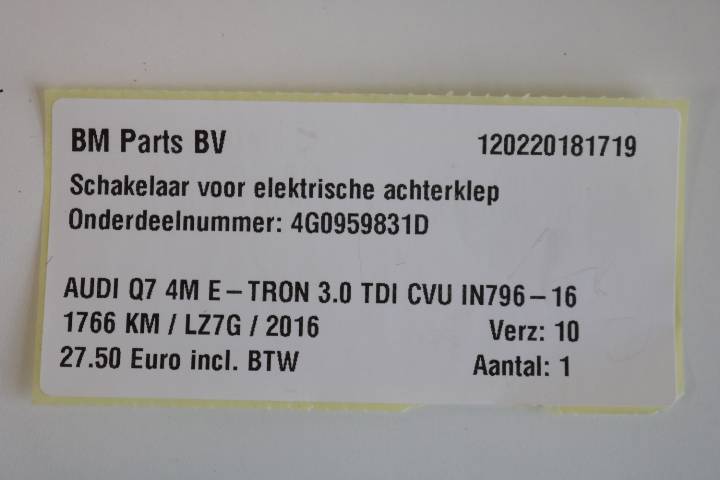 BM Parts BV 120220181719
Schakelaar voor elektrische achterklep
Onderdeelnummer: 4G0959831D
AUDI Q7 4M E-TRON 3.0 TDI CVU IN796-16
1766 KM / LZ7G / 2016 Verz: 10
27.50 Euro incl. BTW Aantal: 1